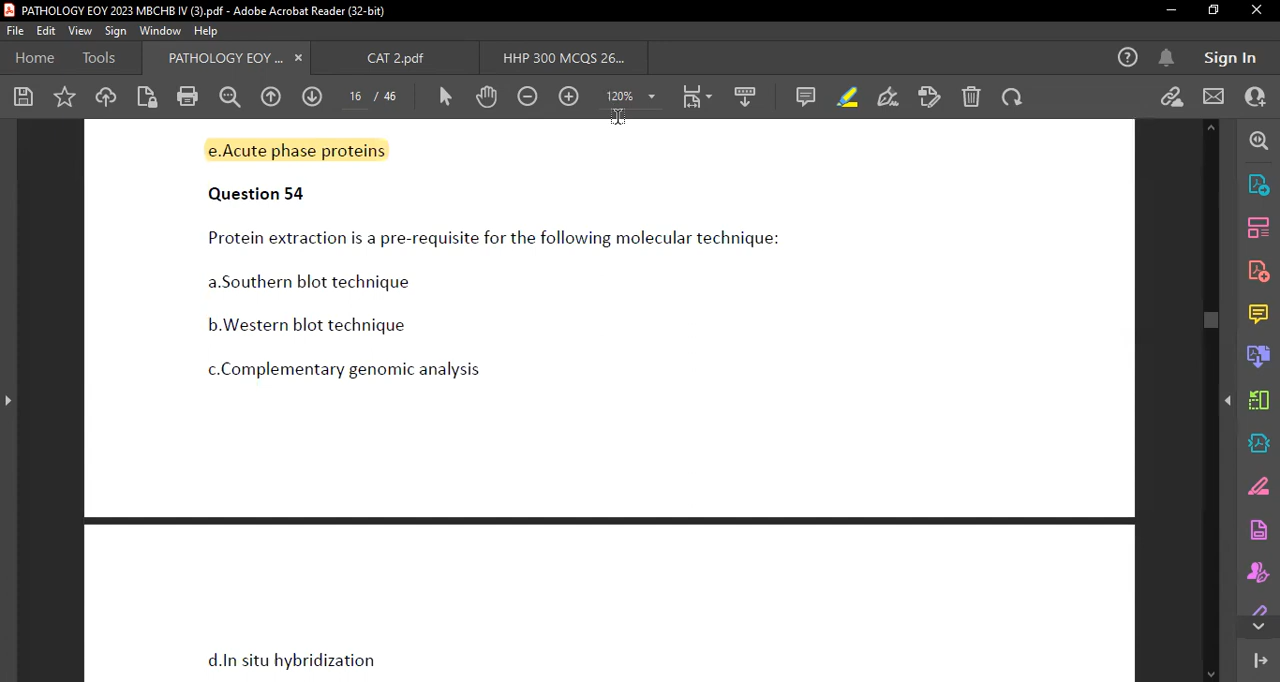 PATHOLOGY EOY 2023 MBCHB IV (3).pdf - Adobe Acrobat Reader (32-bit)
File Edit View Sign Window Help
Home Tools PATHOLOGY EOY ... × CAT 2.pdf HHP 300 MCQS 26... Sign In
16 / 46 120%
e.Acute phase proteins
Question 54
Protein extraction is a pre-requisite for the following molecular technique:
a.Southern blot technique
b.Western blot technique
c.Complementary genomic analysis
d.In situ hybridization